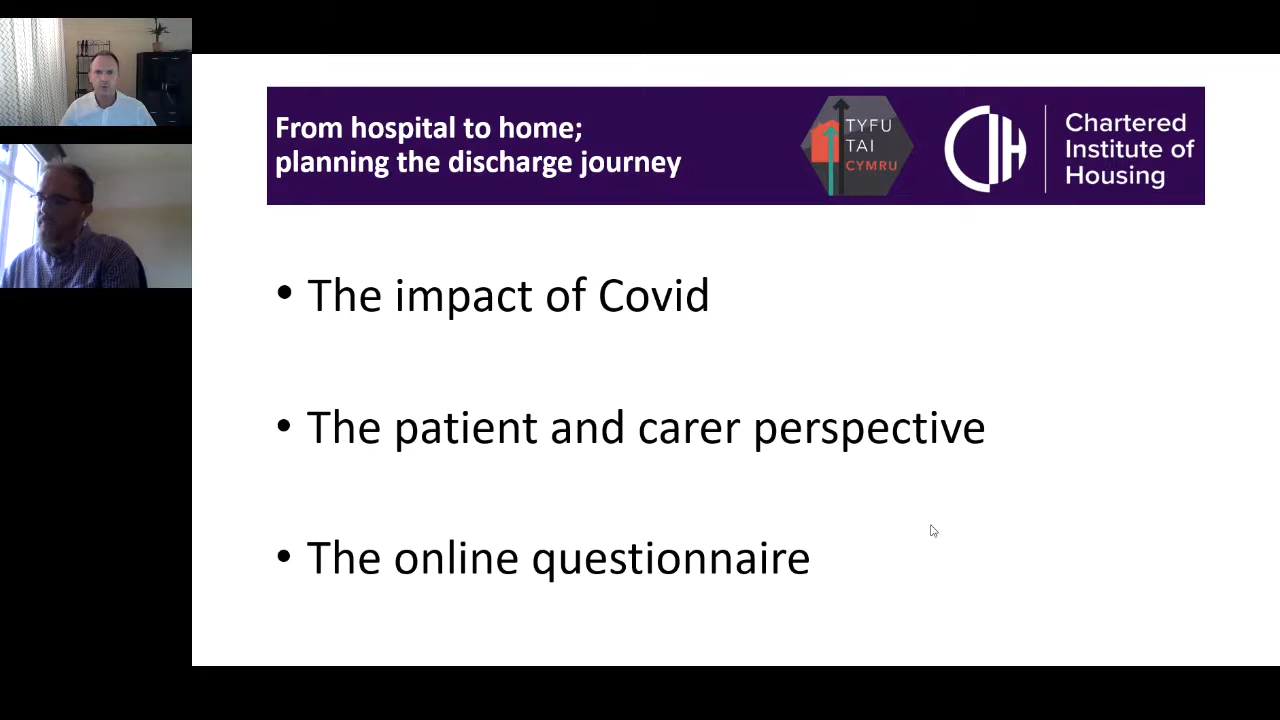 From hospital to home;
planning the discharge journey
TYFU
TAI
CYMRU
CIH
Chartered
Institute of
Housing
• The impact of Covid
• The patient and carer perspective
• The online questionnaire